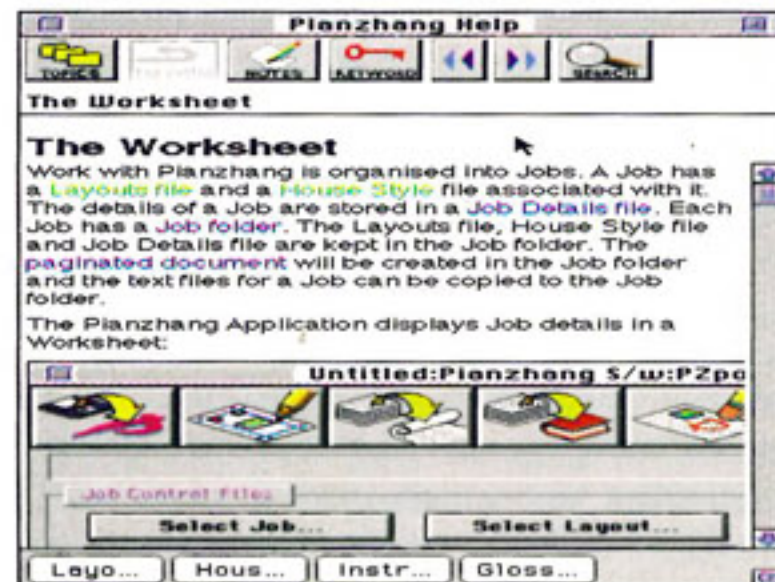 Pianzhang Help
TOPICS
NOTES
KEYWORD
SEARCH
The Worksheet
The Worksheet
Work with Pianzhang is organised into Jobs. A Job has
a Layouts file and a House Style file associated with it.
The details of a Job are stored in a Job Details file. Each
Job has a Job folder. The Layouts file, House Style file
and Job Details file are kept in the Job folder. The
paginated document will be created in the Job folder
and the text files for a Job can be copied to the Job
folder.
The Pianzhang Application displays Job details in a
Worksheet:
Untitled:Pianzhang S/w:PZpo
Job Control Files
Select Job... Select Layout...
Layo... Hous... Instr... Gloss...